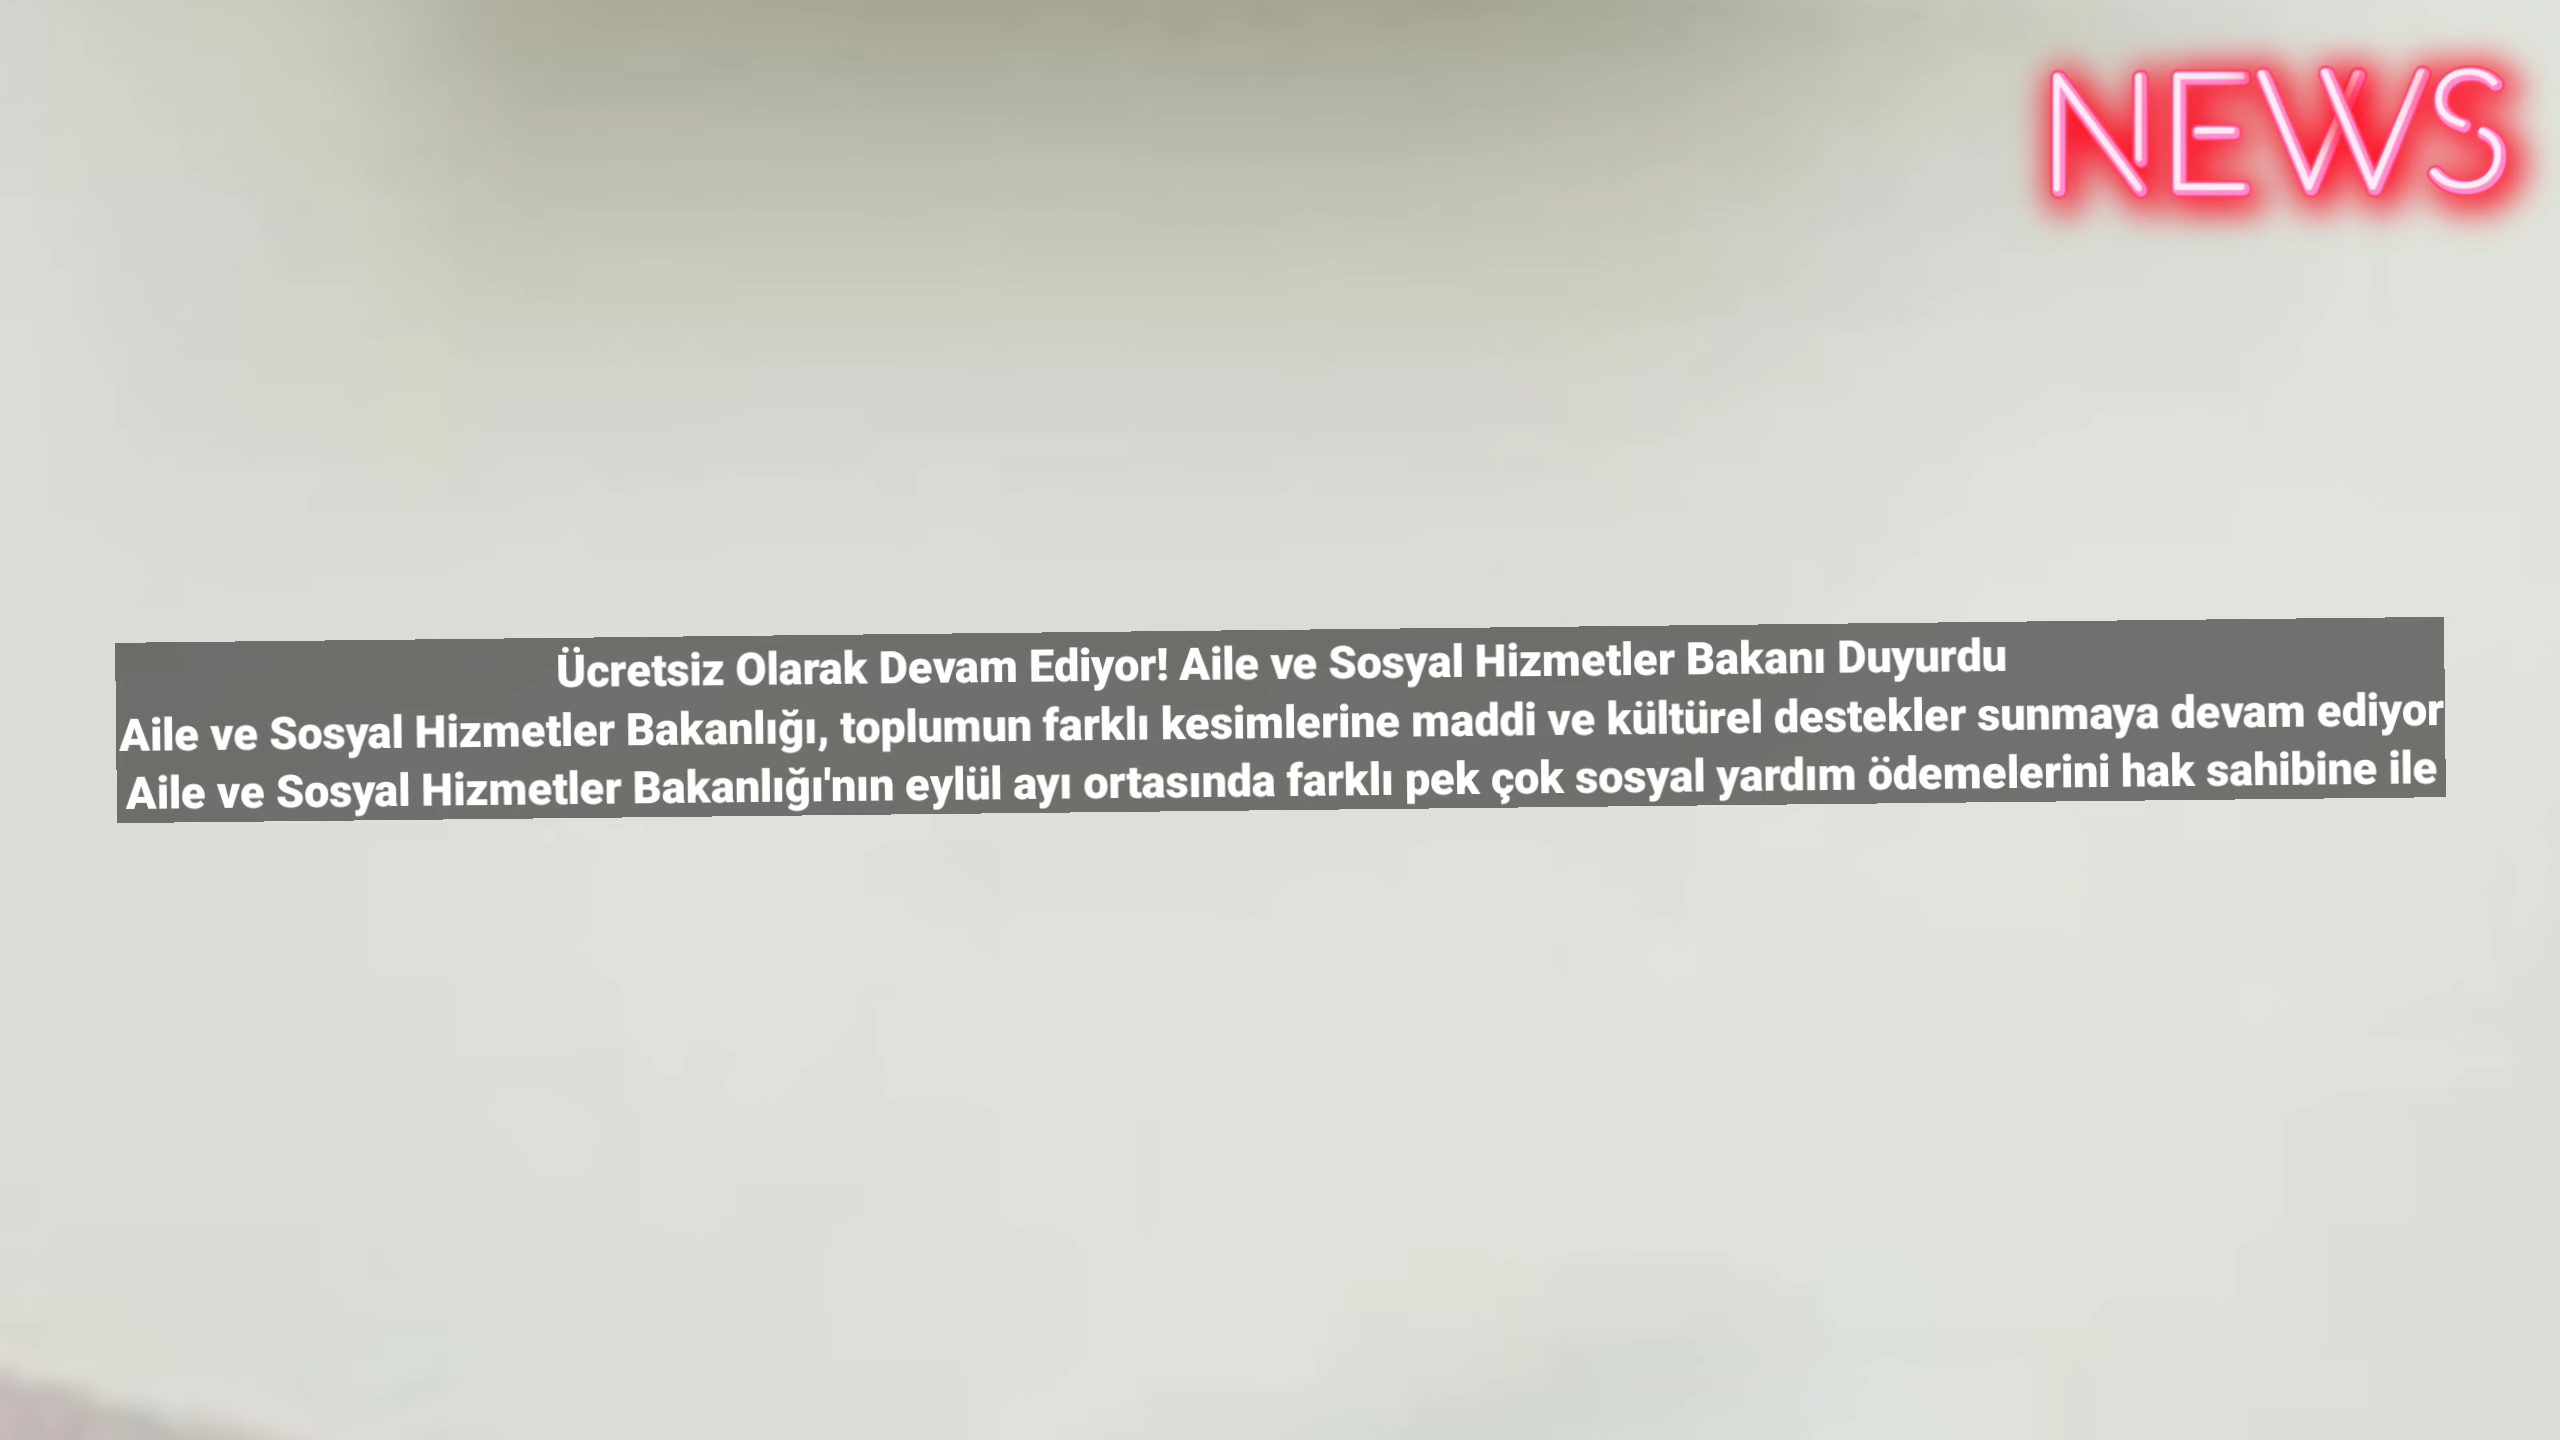 NEWS
Ücretsiz Olarak Devam Ediyor! Aile ve Sosyal Hizmetler Bakanı Duyurdu
Aile ve Sosyal Hizmetler Bakanlığı, toplumun farklı kesimlerine maddi ve kültürel destekler sunmaya devam ediyor
Aile ve Sosyal Hizmetler Bakanlığı'nın eylül ayı ortasında farklı pek çok sosyal yardım ödemelerini hak sahibine ile